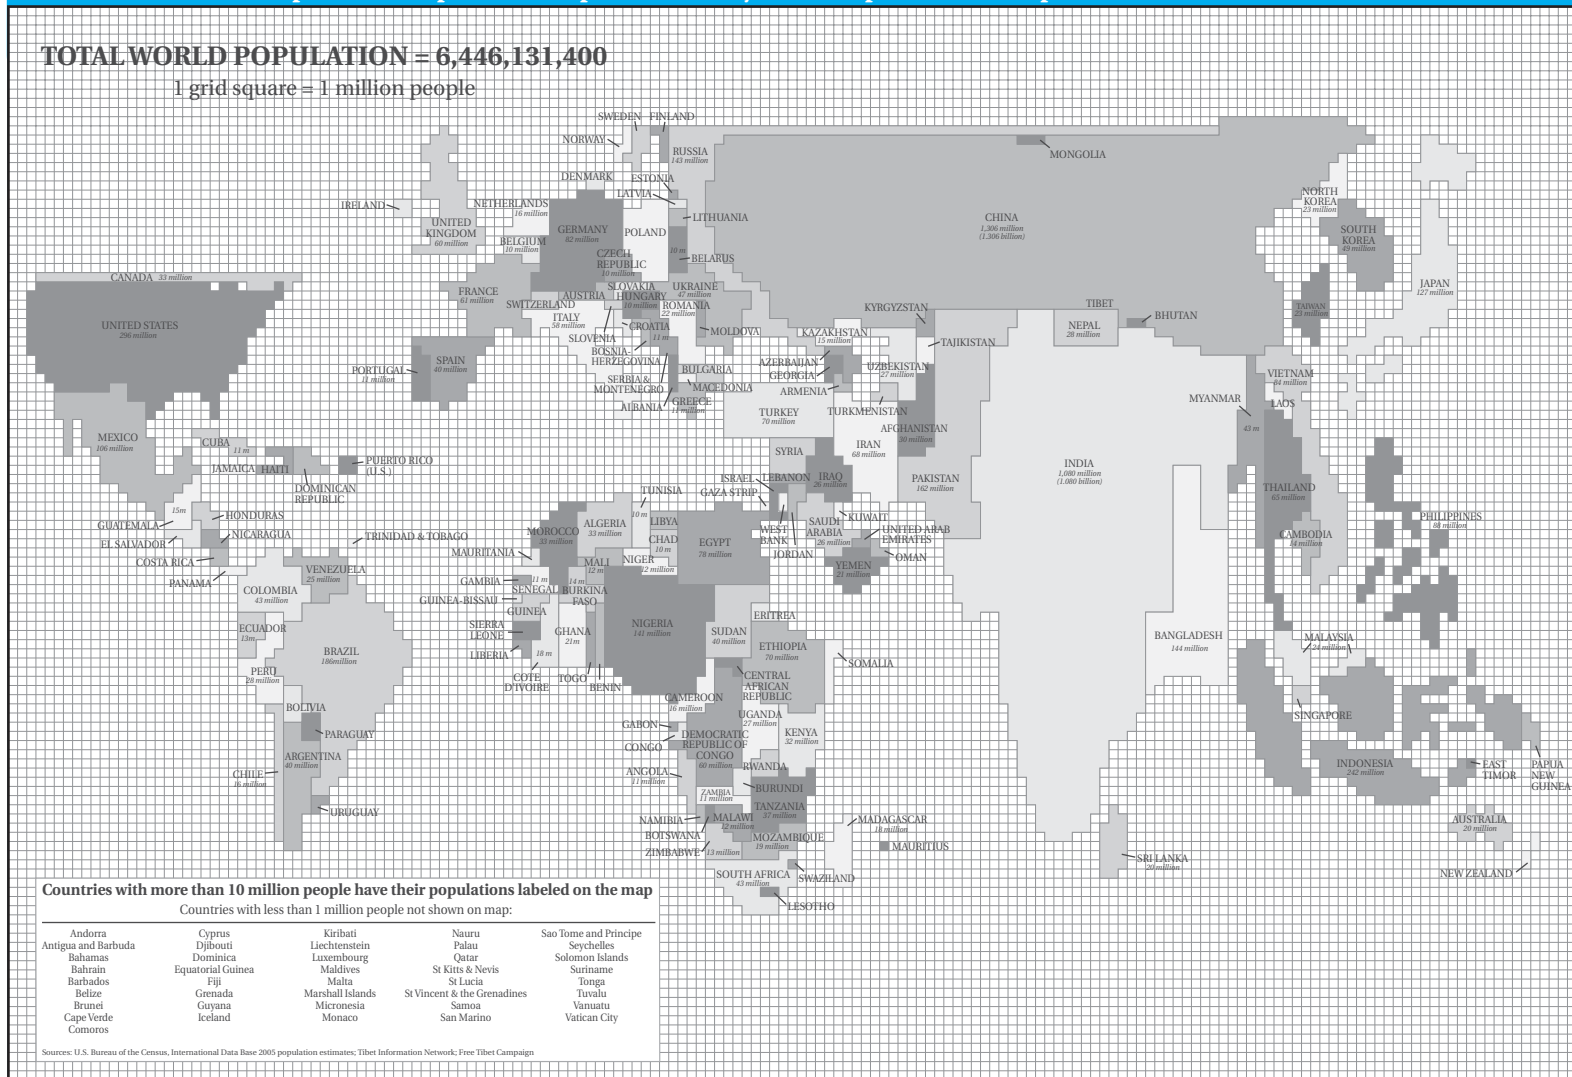 TOTAL WORLD POPULATION = 6,446,131,400
1 grid square = 1 million people
SWEDEN
FINLAND
NORWAY
RUSSIA
143 million
MONGOLIA
DENMARK
ESTONIA
LATVIA
LITHUANIA
IRELAND
NETHERLANDS
16 million
UNITED
KINGDOM
60 million
GERMANY
82 million
POLAND
BELGIUM
10 million
CZECH
REPUBLIC
10 million
10 m
BELARUS
CHINA
1,306 million
(1.306 billion)
NORTH
KOREA
23 million
SOUTH
KOREA
49 million
JAPAN
127 million
CANADA 33 million
UNITED STATES
296 million
FRANCE
61 million
SWITZERLAND
AUSTRIA
SLOVAKIA
HUNGARY
10 million
UKRAINE
47 million
ROMANIA
22 million
ITALY
58 million
SLOVENIA
CROATIA
11 m
MOLDOVA
BOSNIA-
HERZEGOVINA
SERBIA &
MONTENEGRO
ALBANIA
BULGARIA
MACEDONIA
GREECE
11 million
KYRGYZSTAN
KAZAKHSTAN
15 million
TAJIKISTAN
TIBET
NEPAL
28 million
BHUTAN
TAIWAN
23 million
PORTUGAL
11 million
SPAIN
40 million
AZERBAIJAN
GEORGIA
ARMENIA
UZBEKISTAN
27 million
TURKMENISTAN
TURKEY
70 million
AFGHANISTAN
30 million
IRAN
68 million
PAKISTAN
162 million
INDIA
1,080 million
(1.080 billion)
MYANMAR
43 m
VIETNAM
84 million
LAOS
THAILAND
65 million
CAMBODIA
14 million
PHILIPPINES
88 million
MEXICO
106 million
CUBA
11 m
JAMAICA
HAITI
PUERTO RICO
(U.S.)
DOMINICAN
REPUBLIC
15m
GUATEMALA
HONDURAS
EL SALVADOR
NICARAGUA
COSTA RICA
PANAMA
TRINIDAD & TOBAGO
SYRIA
ISRAEL
LEBANON
GAZA STRIP
IRAQ
26 million
WEST
BANK
JORDAN
SAUDI
ARABIA
26 million
KUWAIT
UNITED ARAB
EMIRATES
OMAN
YEMEN
21 million
TUNISIA
10 m
MOROCCO
33 million
ALGERIA
33 million
LIBYA
CHAD
10 m
EGYPT
78 million
MAURITANIA
MALI
12 m
NIGER
12 million
GAMBIA
11 m
SENEGAL
14 m
BURKINA
FASO
GUINEA-BISSAU
GUINEA
SIERRA
LEONE
LIBERIA
GHANA
21m
18 m
COTE
D'IVOIRE
TOGO
BENIN
NIGERIA
141 million
SUDAN
40 million
ERITREA
ETHIOPIA
70 million
SOMALIA
CENTRAL
AFRICAN
REPUBLIC
CAMEROON
16 million
GABON
CONGO
DEMOCRATIC
REPUBLIC OF
CONGO
60 million
UGANDA
27 million
KENYA
32 million
RWANDA
BURUNDI
ANGOLA
11 million
ZAMBIA
11 million
TANZANIA
37 million
NAMIBIA
MALAWI
12 million
BOTSWANA
MOZAMBIQUE
19 million
ZIMBABWE
13 million
MADAGASCAR
18 million
MAURITIUS
SOUTH AFRICA
43 million
SWAZILAND
LESOTHO
VENEZUELA
25 million
COLOMBIA
43 million
ECUADOR
13m
PERU
28 million
BRAZIL
186million
BOLIVIA
PARAGUAY
ARGENTINA
40 million
CHILE
16 million
URUGUAY
BANGLADESH
144 million
SRI LANKA
20 million
MALAYSIA
24 million
SINGAPORE
INDONESIA
242 million
EAST
TIMOR
PAPUA
NEW
GUINEA
AUSTRALIA
20 million
NEW ZEALAND
Countries with more than 10 million people have their populations labeled on the map
Countries with less than 1 million people not shown on map:
Andorra
Antigua and Barbuda
Bahamas
Bahrain
Barbados
Belize
Brunei
Cape Verde
Comoros
Cyprus
Djibouti
Dominica
Equatorial Guinea
Fiji
Grenada
Guyana
Iceland
Kiribati
Liechtenstein
Luxembourg
Maldives
Malta
Marshall Islands
Micronesia
Monaco
Nauru
Palau
Qatar
St Kitts & Nevis
St Lucia
St Vincent & the Grenadines
Samoa
San Marino
Sao Tome and Principe
Seychelles
Solomon Islands
Suriname
Tonga
Tuvalu
Vanuatu
Vatican City
Sources: U.S. Bureau of the Census, International Data Base 2005 population estimates; Tibet Information Network; Free Tibet Campaign